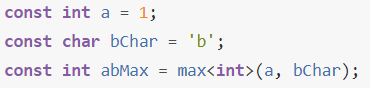 const int a = 1;
const char bChar = 'b';
const int abMax = max<int>(a, bChar);